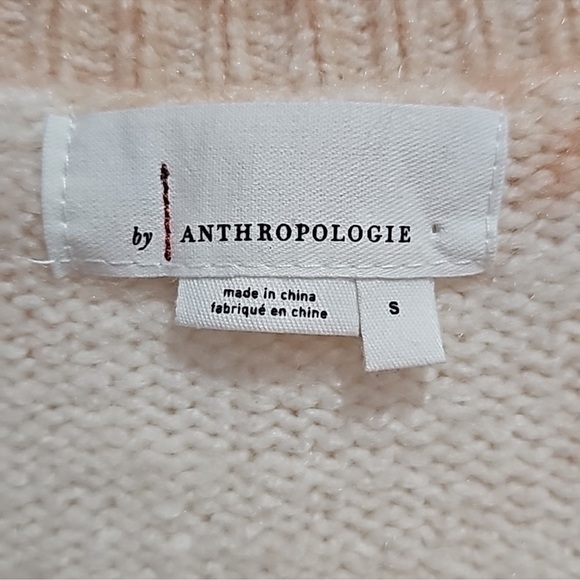 by ANTHROPOLOGIE
made in china
fabriqué en chine
S